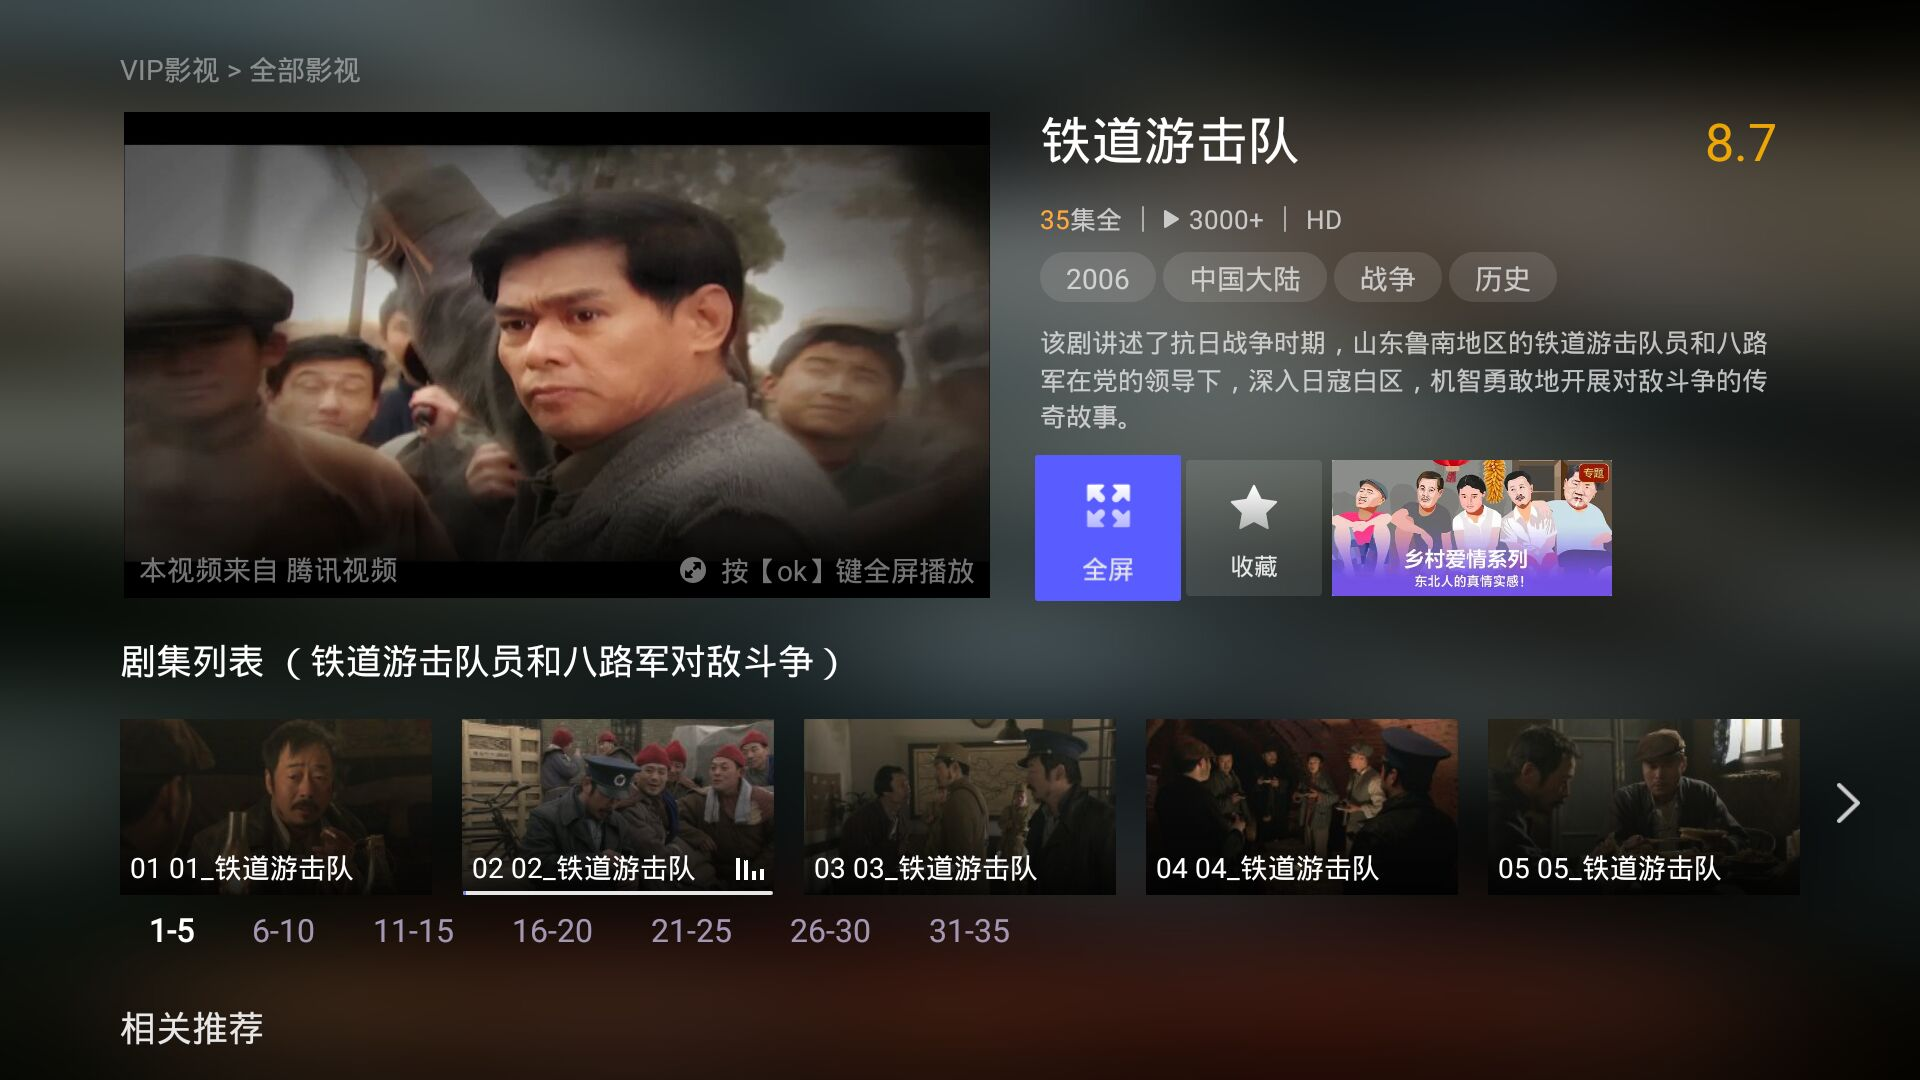 VIP影视 > 全部影视
铁道游击队
8.7
35集全 | 3000+ | HD
2006 中国大陆 战争 历史
该剧讲述了抗日战争时期，山东鲁南地区的铁道游击队员和八路
军在党的领导下，深入日寇白区，机智勇敢地开展对敌斗争的传
奇故事。
本视频来自 腾讯视频
按【ok】键全屏播放
全屏
收藏
专题
乡村爱情系列
东北人的真情实感！
剧集列表（铁道游击队员和八路军对敌斗争）
01 01_铁道游击队
02 02_铁道游击队
03 03_铁道游击队
04 04_铁道游击队
05 05_铁道游击队
1-5 6-10 11-15 16-20 21-25 26-30 31-35
相关推荐